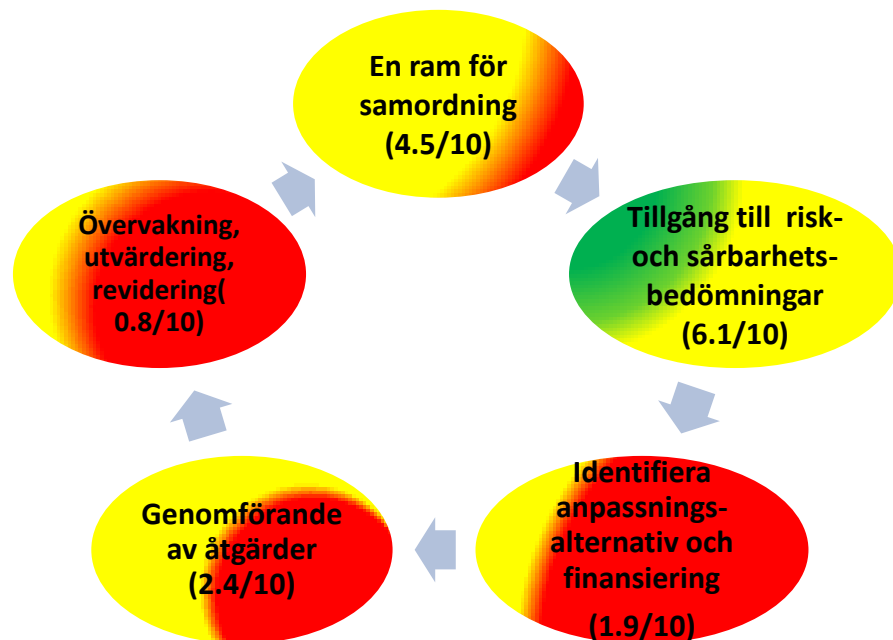 En ram för
samordning
(4.5/10)
Tillgång till risk-
och sårbarhets-
bedömningar
(6.1/10)
Identifiera
anpassnings-
alternativ och
finansiering
(1.9/10)
Genomförande
av åtgärder
(2.4/10)
Övervakning,
utvärdering,
revidering(
0.8/10)